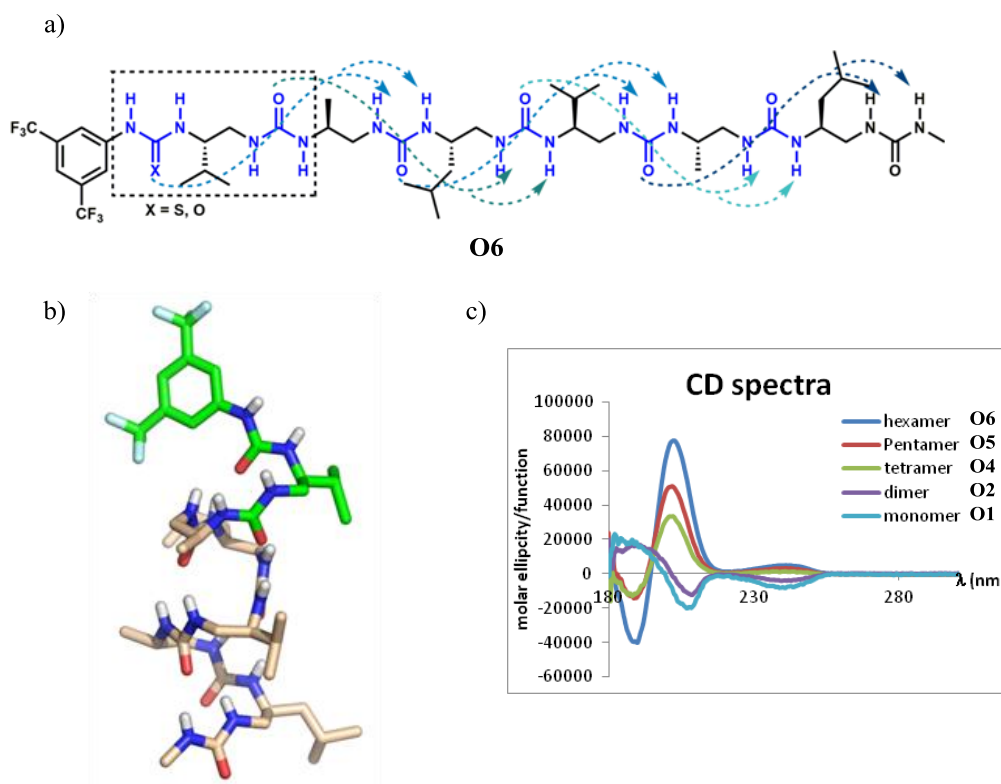 a)
F₃C
CF₃
H
H
H
H
O
H
H
H
H
O
H
H
H
H
O
H
H
H
H
O
H
H
N
N
N
N
N
N
N
N
N
N
N
N
N
N
X
O
O
O
X = S, O
O6
b)
c)
CD spectra
molar ellipcity/function
100000
80000
60000
40000
20000
0
-20000
-40000
-60000
180
230
280
λ (nm
hexamer O6
Pentamer O5
tetramer O4
dimer O2
monomer O1